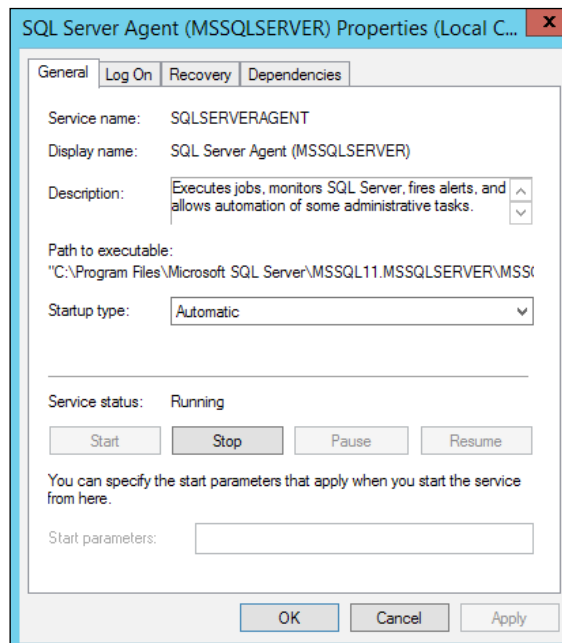 SQL Server Agent (MSSQLSERVER) Properties (Local C... x
General Log On Recovery Dependencies
Service name: SQLSERVERAGENT
Display name: SQL Server Agent (MSSQLSERVER)
Description: Executes jobs, monitors SQL Server, fires alerts, and
allows automation of some administrative tasks.
Path to executable:
"C:\Program Files\Microsoft SQL Server\MSSQL11.MSSQLSERVER\MSSQ
Startup type: Automatic
Service status: Running
Start Stop Pause Resume
You can specify the start parameters that apply when you start the service
from here.
Start parameters:
OK Cancel Apply